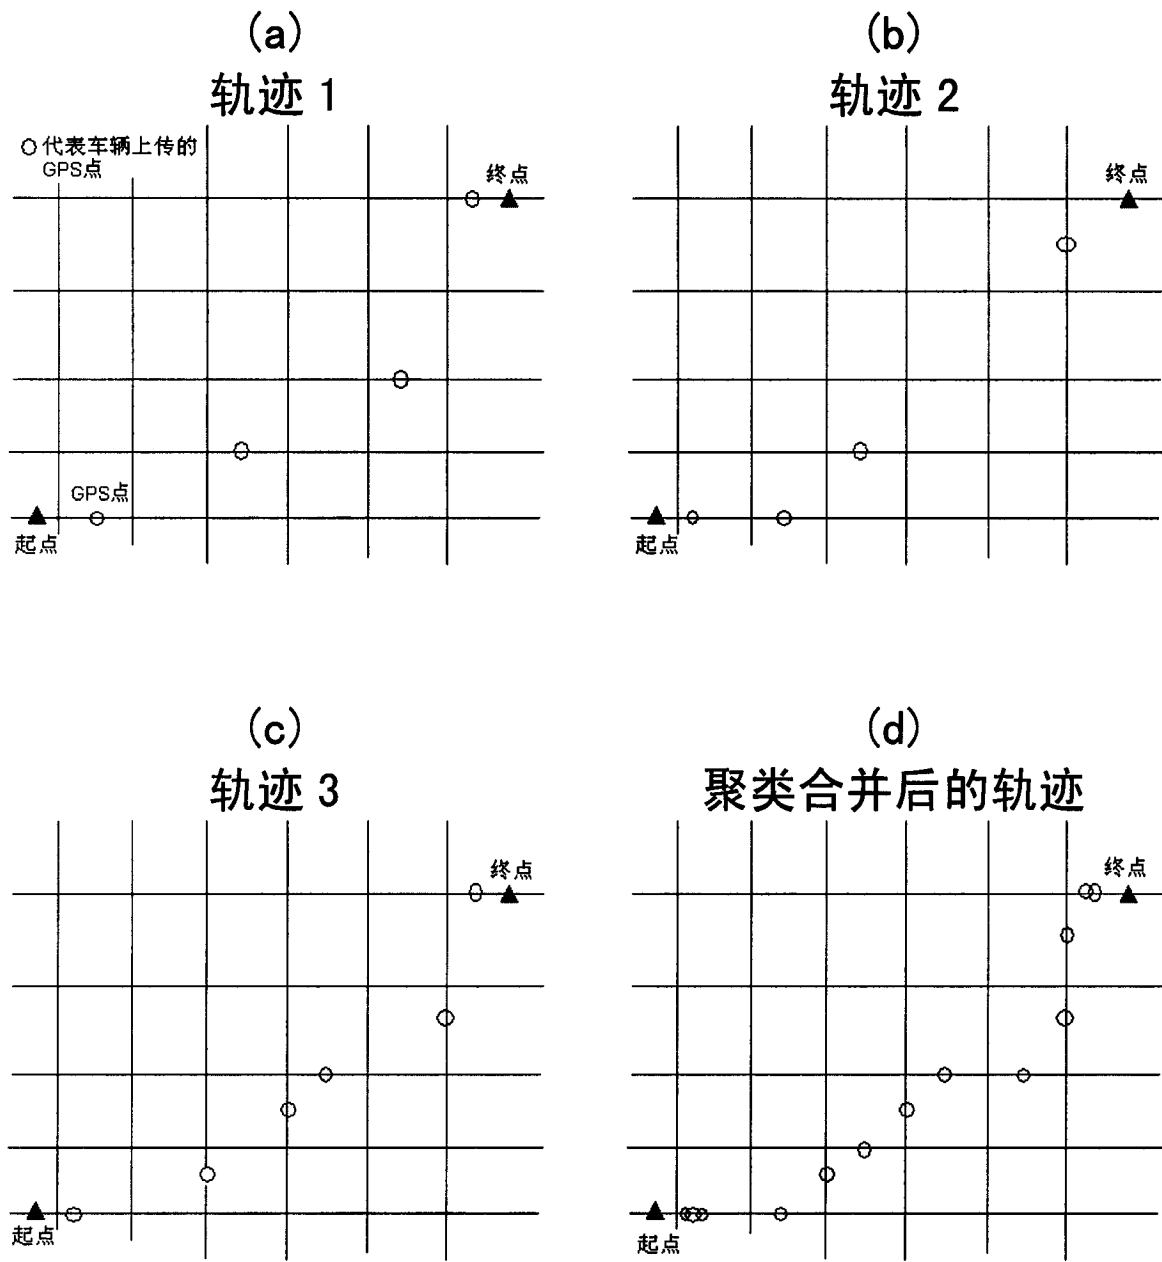 (a)
轨迹 1
○代表车辆上传的
GPS点
终点
GPS点
起点
(b)
轨迹 2
终点
起点
(c)
轨迹 3
终点
起点
(d)
聚类合并后的轨迹
终点
起点